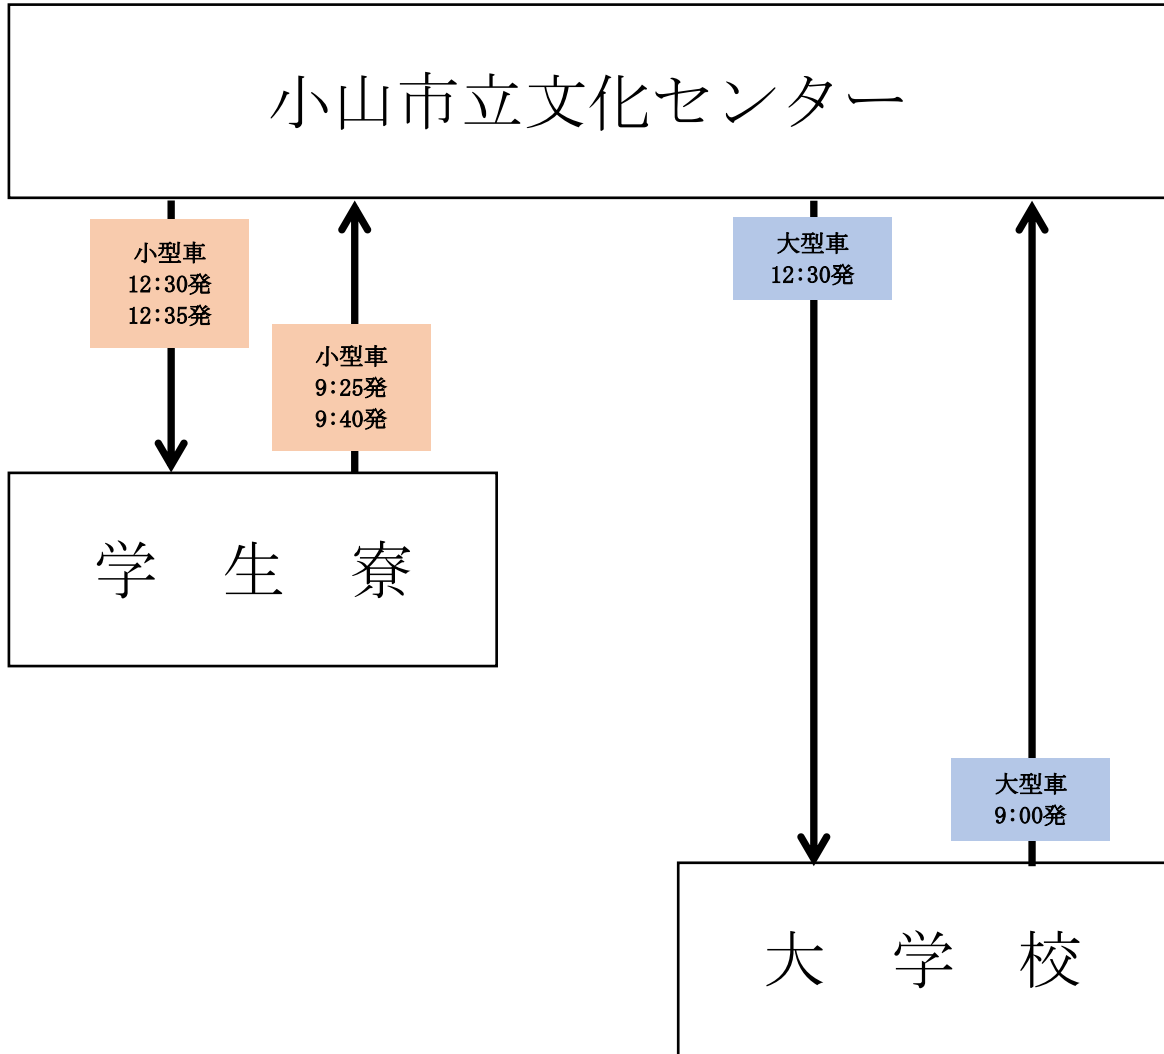 小山市立文化センター
小型車
12:30発
12:35発
小型車
9:25発
9:40発
大型車
12:30発
学　生　寮
大型車
9:00発
大　学　校